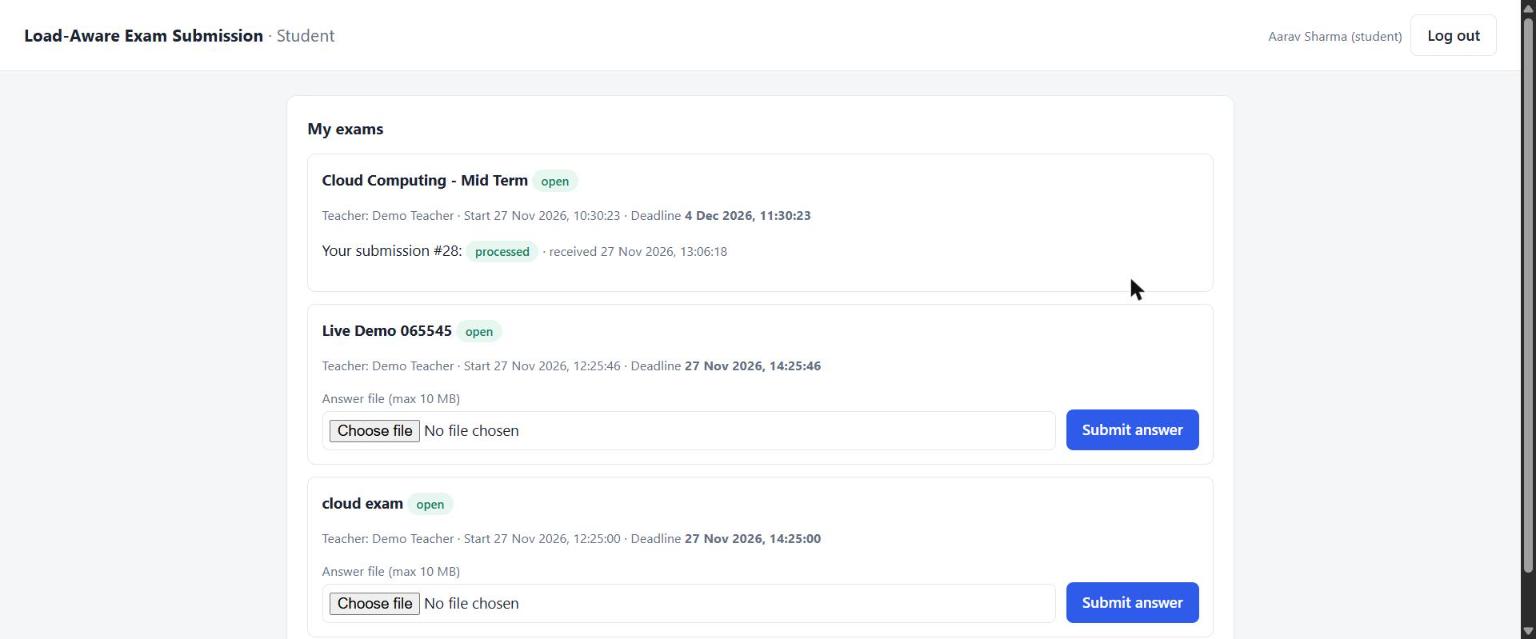 Load-Aware Exam Submission · Student
Aarav Sharma (student) Log out
My exams
Cloud Computing - Mid Term open
Teacher: Demo Teacher · Start 27 Nov 2026, 10:30:23 · Deadline 4 Dec 2026, 11:30:23
Your submission #28: processed · received 27 Nov 2026, 13:06:18
Live Demo 065545 open
Teacher: Demo Teacher · Start 27 Nov 2026, 12:25:46 · Deadline 27 Nov 2026, 14:25:46
Answer file (max 10 MB)
Choose file No file chosen Submit answer
cloud exam open
Teacher: Demo Teacher · Start 27 Nov 2026, 12:25:00 · Deadline 27 Nov 2026, 14:25:00
Answer file (max 10 MB)
Choose file No file chosen Submit answer